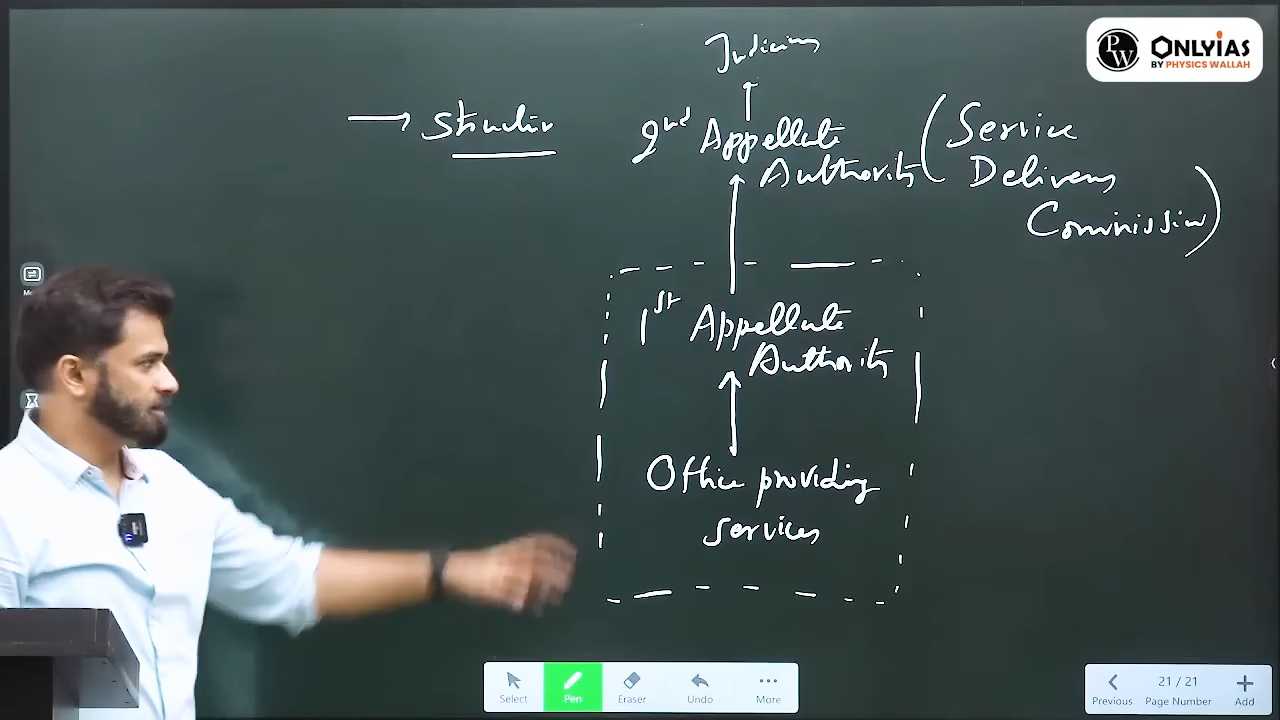 Judiciary
PW ONLYIAS
BY PHYSICS WALLAH
→ Structure
2nd Appellate
Authority
(Service
Delivery
Commission)
1st Appellate
Authority
Office providing
services
Select
Pen
Eraser
Undo
More
Previous
21 / 21
Page Number
Add